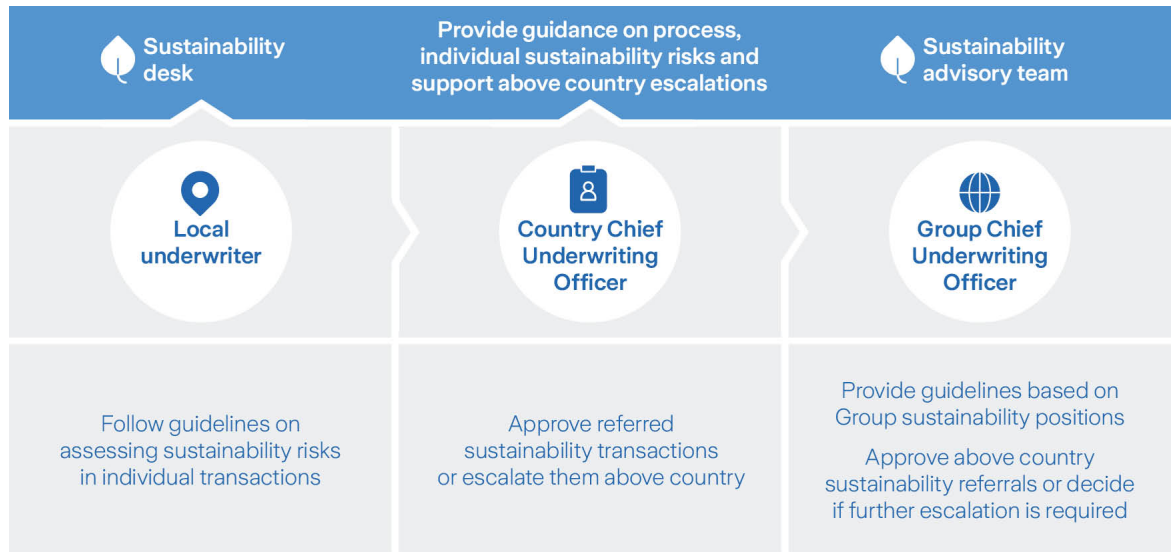 Sustainability
desk
Provide guidance on process,
individual sustainability risks and
support above country escalations
Sustainability
advisory team
Local
underwriter
Country Chief
Underwriting
Officer
Group Chief
Underwriting
Officer
Follow guidelines on
assessing sustainability risks
in individual transactions
Approve referred
sustainability transactions
or escalate them above country
Provide guidelines based on
Group sustainability positions
Approve above country
sustainability referrals or decide
if further escalation is required